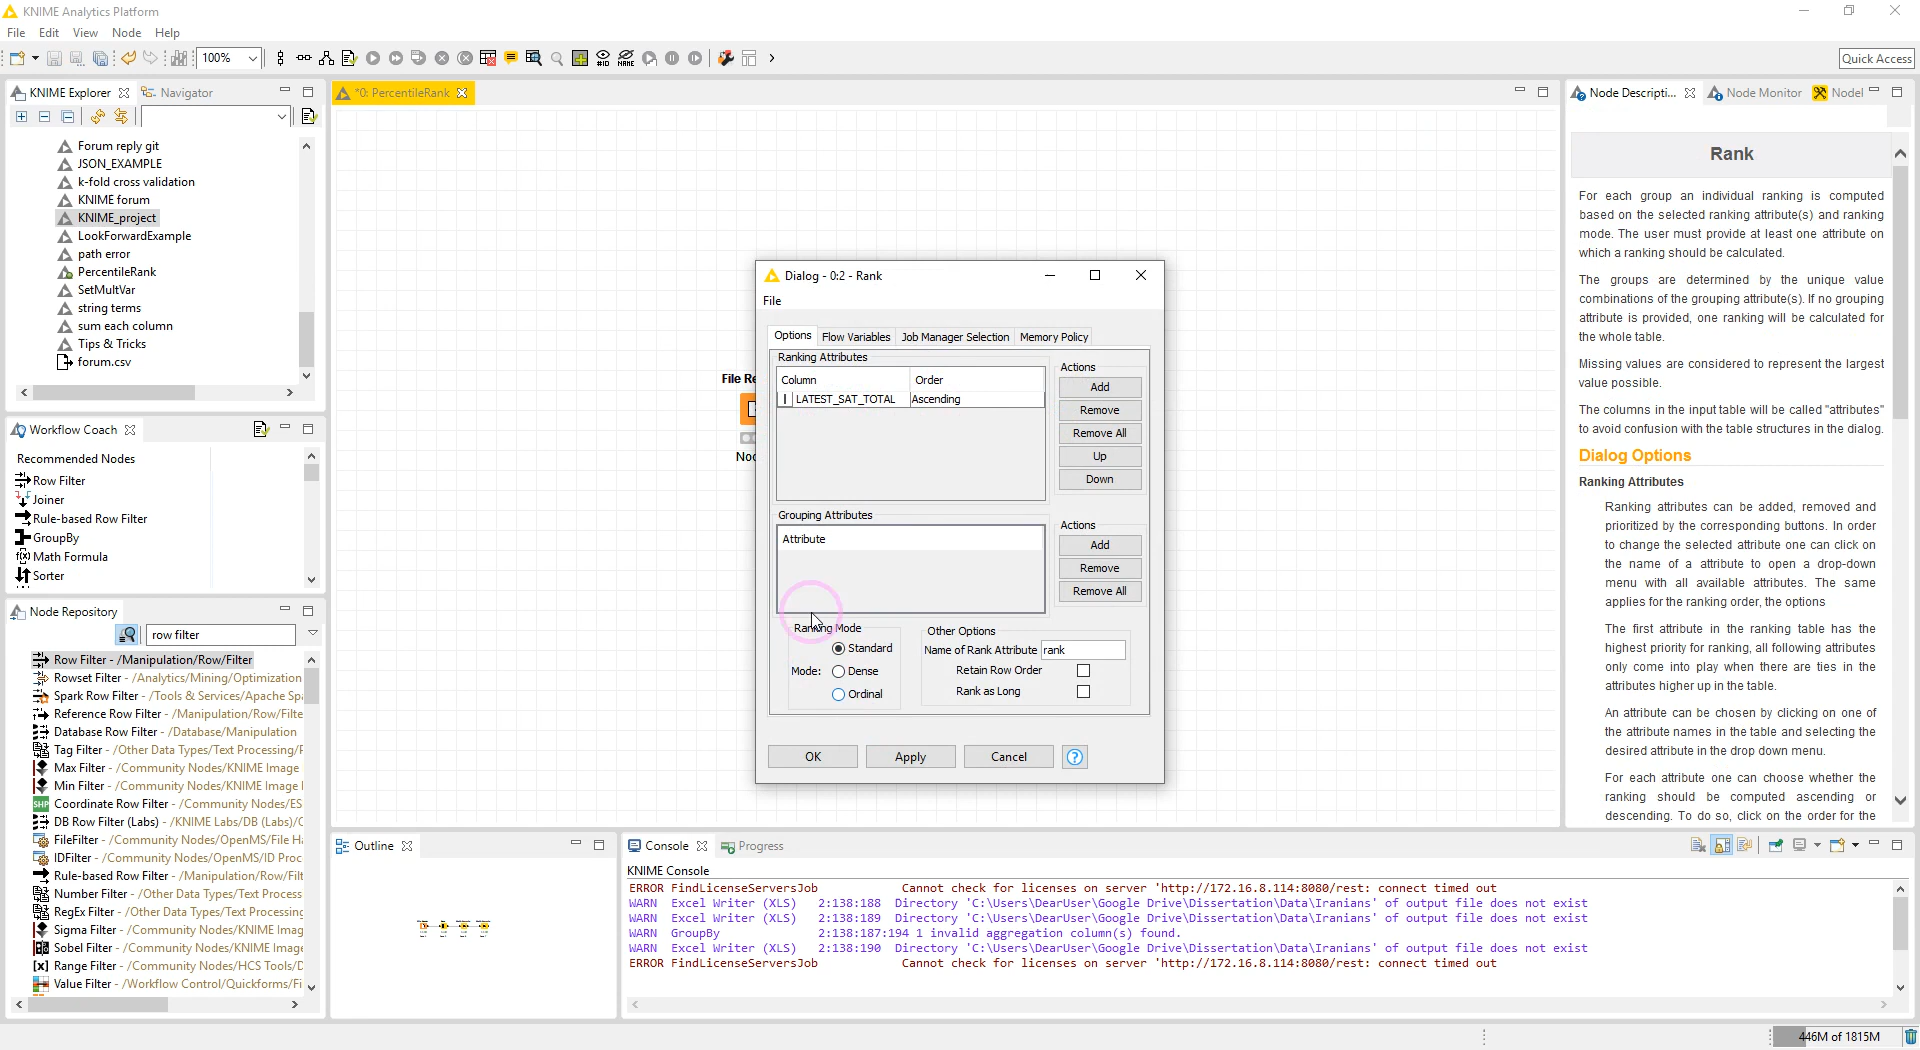 KNIME Analytics Platform
File Edit View Node Help
100%
Quick Access
KNIME Explorer
Navigator
Forum reply git
JSON_EXAMPLE
k-fold cross validation
KNIME forum
KNIME_project
LookForwardExample
path error
PercentileRank
SetMultVar
string terms
sum each column
Tips & Tricks
forum.csv
Workflow Coach
Recommended Nodes
Row Filter
Joiner
Rule-based Row Filter
GroupBy
Math Formula
Sorter
Node Repository
row filter
Row Filter - /Manipulation/Row/Filter
Rowset Filter - /Analytics/Mining/Optimization
Spark Row Filter - /Tools & Services/Apache Sp
Reference Row Filter - /Manipulation/Row/Filte
Database Row Filter - /Database/Manipulation
Tag Filter - /Other Data Types/Text Processing/F
Max Filter - /Community Nodes/KNIME Image
Min Filter - /Community Nodes/KNIME Image
Coordinate Row Filter - /Community Nodes/ES
DB Row Filter (Labs) - /KNIME Labs/DB (Labs)/
FileFilter - /Community Nodes/OpenMS/File H
IDFilter - /Community Nodes/OpenMS/ID Proc
Rule-based Row Filter - /Manipulation/Row/Filt
Number Filter - /Other Data Types/Text Process
RegEx Filter - /Other Data Types/Text Processing
Sigma Filter - /Community Nodes/KNIME Imag
Sobel Filter - /Community Nodes/KNIME Imag
Range Filter - /Community Nodes/HCS Tools/D
Value Filter - /Workflow Control/Quickforms/Fi
*0: PercentileRank
File Re
Noc
Dialog - 0:2 - Rank
File
Options Flow Variables Job Manager Selection Memory Policy
Ranking Attributes
Column Order
LATEST_SAT_TOTAL Ascending
Actions
Add
Remove
Remove All
Up
Down
Grouping Attributes
Attribute
Actions
Add
Remove
Remove All
Ranking Mode
Mode:
Standard
Dense
Ordinal
Other Options
Name of Rank Attribute rank
Retain Row Order
Rank as Long
OK Apply Cancel
Outline
Console
Progress
KNIME Console
ERROR FindLicenseServersJob Cannot check for licenses on server 'http://172.16.8.114:8080/rest: connect timed out
WARN Excel Writer (XLS) 2:138:188 Directory 'C:\Users\DearUser\Google Drive\Dissertation\Data\Iranians' of output file does not exist
WARN Excel Writer (XLS) 2:138:189 Directory 'C:\Users\DearUser\Google Drive\Dissertation\Data\Iranians' of output file does not exist
WARN GroupBy 2:138:187:194 1 invalid aggregation column(s) found.
WARN Excel Writer (XLS) 2:138:190 Directory 'C:\Users\DearUser\Google Drive\Dissertation\Data\Iranians' of output file does not exist
ERROR FindLicenseServersJob Cannot check for licenses on server 'http://172.16.8.114:8080/rest: connect timed out
Node Descripti...
Node Monitor
Nodel
Rank
For each group an individual ranking is computed
based on the selected ranking attribute(s) and ranking
mode. The user must provide at least one attribute on
which a ranking should be calculated.
The groups are determined by the unique value
combinations of the grouping attribute(s). If no grouping
attribute is provided, one ranking will be calculated for
the whole table.
Missing values are considered to represent the largest
value possible.
The columns in the input table will be called "attributes"
to avoid confusion with the table structures in the dialog.
Dialog Options
Ranking Attributes
Ranking attributes can be added, removed and
prioritized by the corresponding buttons. In order
to change the selected attribute one can click on
the name of a attribute to open a drop-down
menu with all available attributes. The same
applies for the ranking order, the options
The first attribute in the ranking table has the
highest priority for ranking, all following attributes
only come into play when there are ties in the
attributes higher up in the table.
An attribute can be chosen by clicking on one of
the attribute names in the table and selecting the
desired attribute in the drop down menu.
For each attribute one can choose whether the
ranking should be computed ascending or
descending. To do so, click on the order for the
446M of 1815M